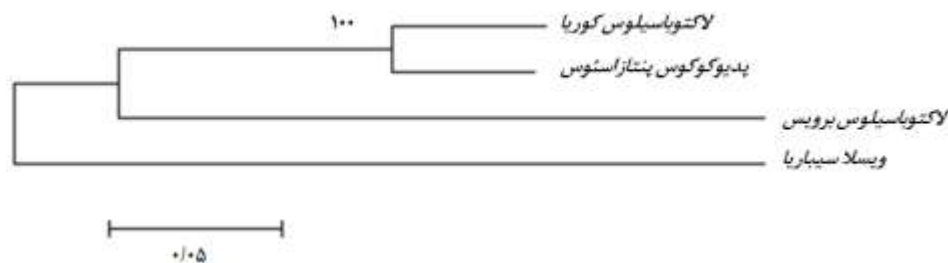 ۱۰۰
لاکتوباسیلوس کوریا
پدیوکوکوس پنتازاسئوس
لاکتوباسیلوس برویس
ویسلا سیباریا
۰/۰۵